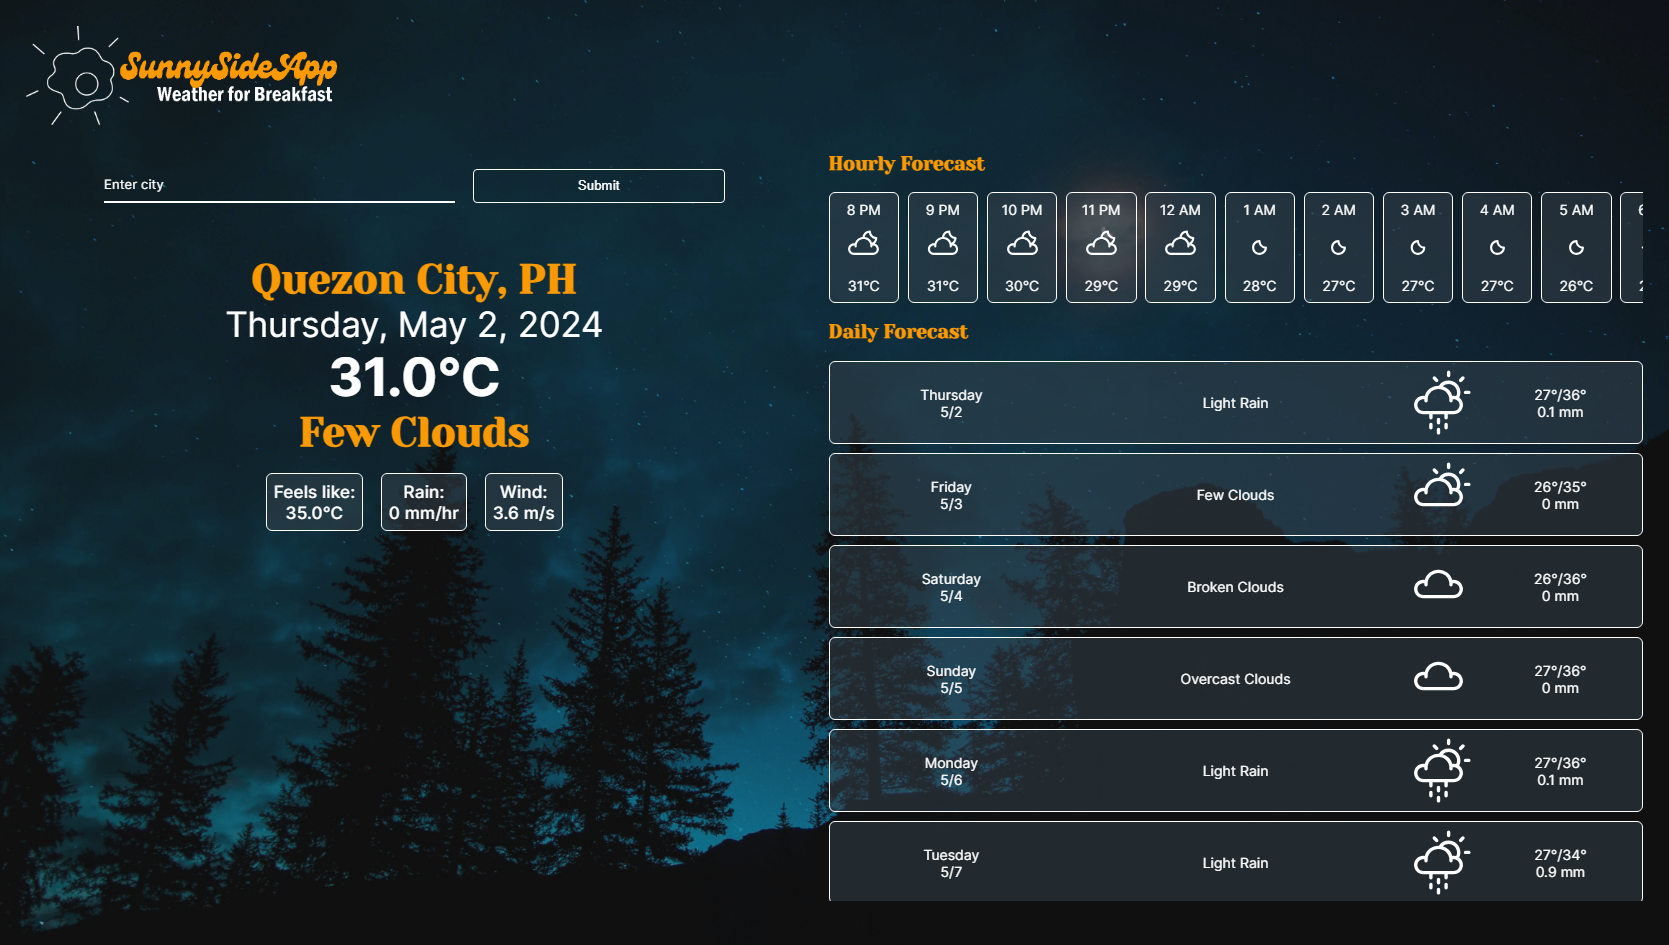 SunnySideApp
Weather for Breakfast
Enter city
Submit
Quezon City, PH
Thursday, May 2, 2024
31.0°C
Few Clouds
Feels like:
35.0°C
Rain:
0 mm/hr
Wind:
3.6 m/s
Hourly Forecast
8 PM
31°C
9 PM
31°C
10 PM
30°C
11 PM
29°C
12 AM
29°C
1 AM
28°C
2 AM
27°C
3 AM
27°C
4 AM
27°C
5 AM
26°C
Daily Forecast
Thursday
5/2
Light Rain
27°/36°
0.1 mm
Friday
5/3
Few Clouds
26°/35°
0 mm
Saturday
5/4
Broken Clouds
26°/36°
0 mm
Sunday
5/5
Overcast Clouds
27°/36°
0 mm
Monday
5/6
Light Rain
27°/36°
0.1 mm
Tuesday
5/7
Light Rain
27°/34°
0.9 mm